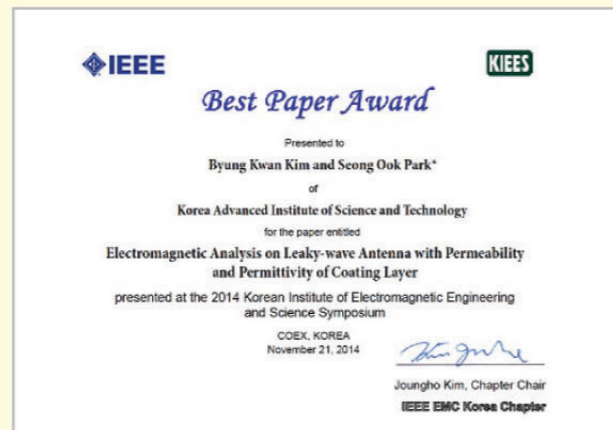 IEEE
KIEES
Best Paper Award
Presented to
Byung Kwan Kim and Seong Ook Park*
of
Korea Advanced Institute of Science and Technology
for the paper entitled
Electromagnetic Analysis on Leaky-wave Antenna with Permeability
and Permittivity of Coating Layer
presented at the 2014 Korean Institute of Electromagnetic Engineering
and Science Symposium
COEX, KOREA
November 21, 2014
Joungho Kim, Chapter Chair
IEEE EMC Korea Chapter